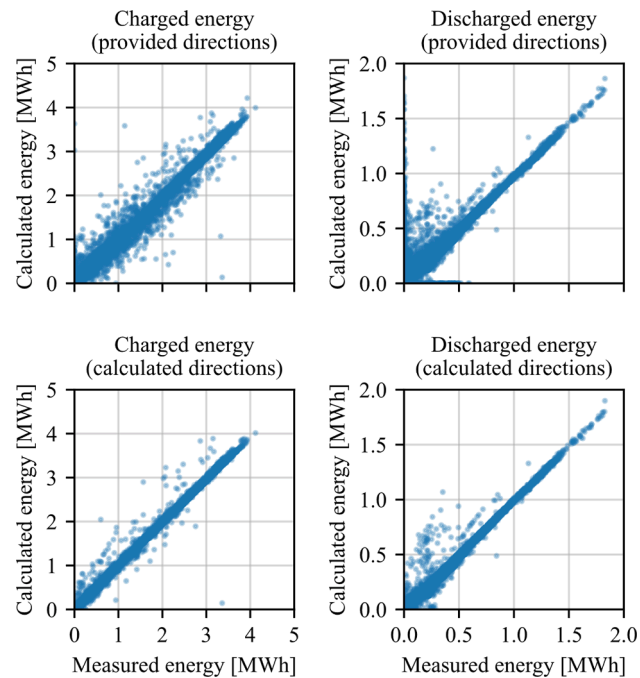 Charged energy
(provided directions)
Discharged energy
(provided directions)
Calculated energy [MWh]
5
4
3
2
1
0
Calculated energy [MWh]
2.0
1.5
1.0
0.5
0.0
Charged energy
(calculated directions)
Discharged energy
(calculated directions)
Calculated energy [MWh]
5
4
3
2
1
0
0 1 2 3 4 5
Measured energy [MWh]
Calculated energy [MWh]
2.0
1.5
1.0
0.5
0.0
0.0 0.5 1.0 1.5 2.0
Measured energy [MWh]